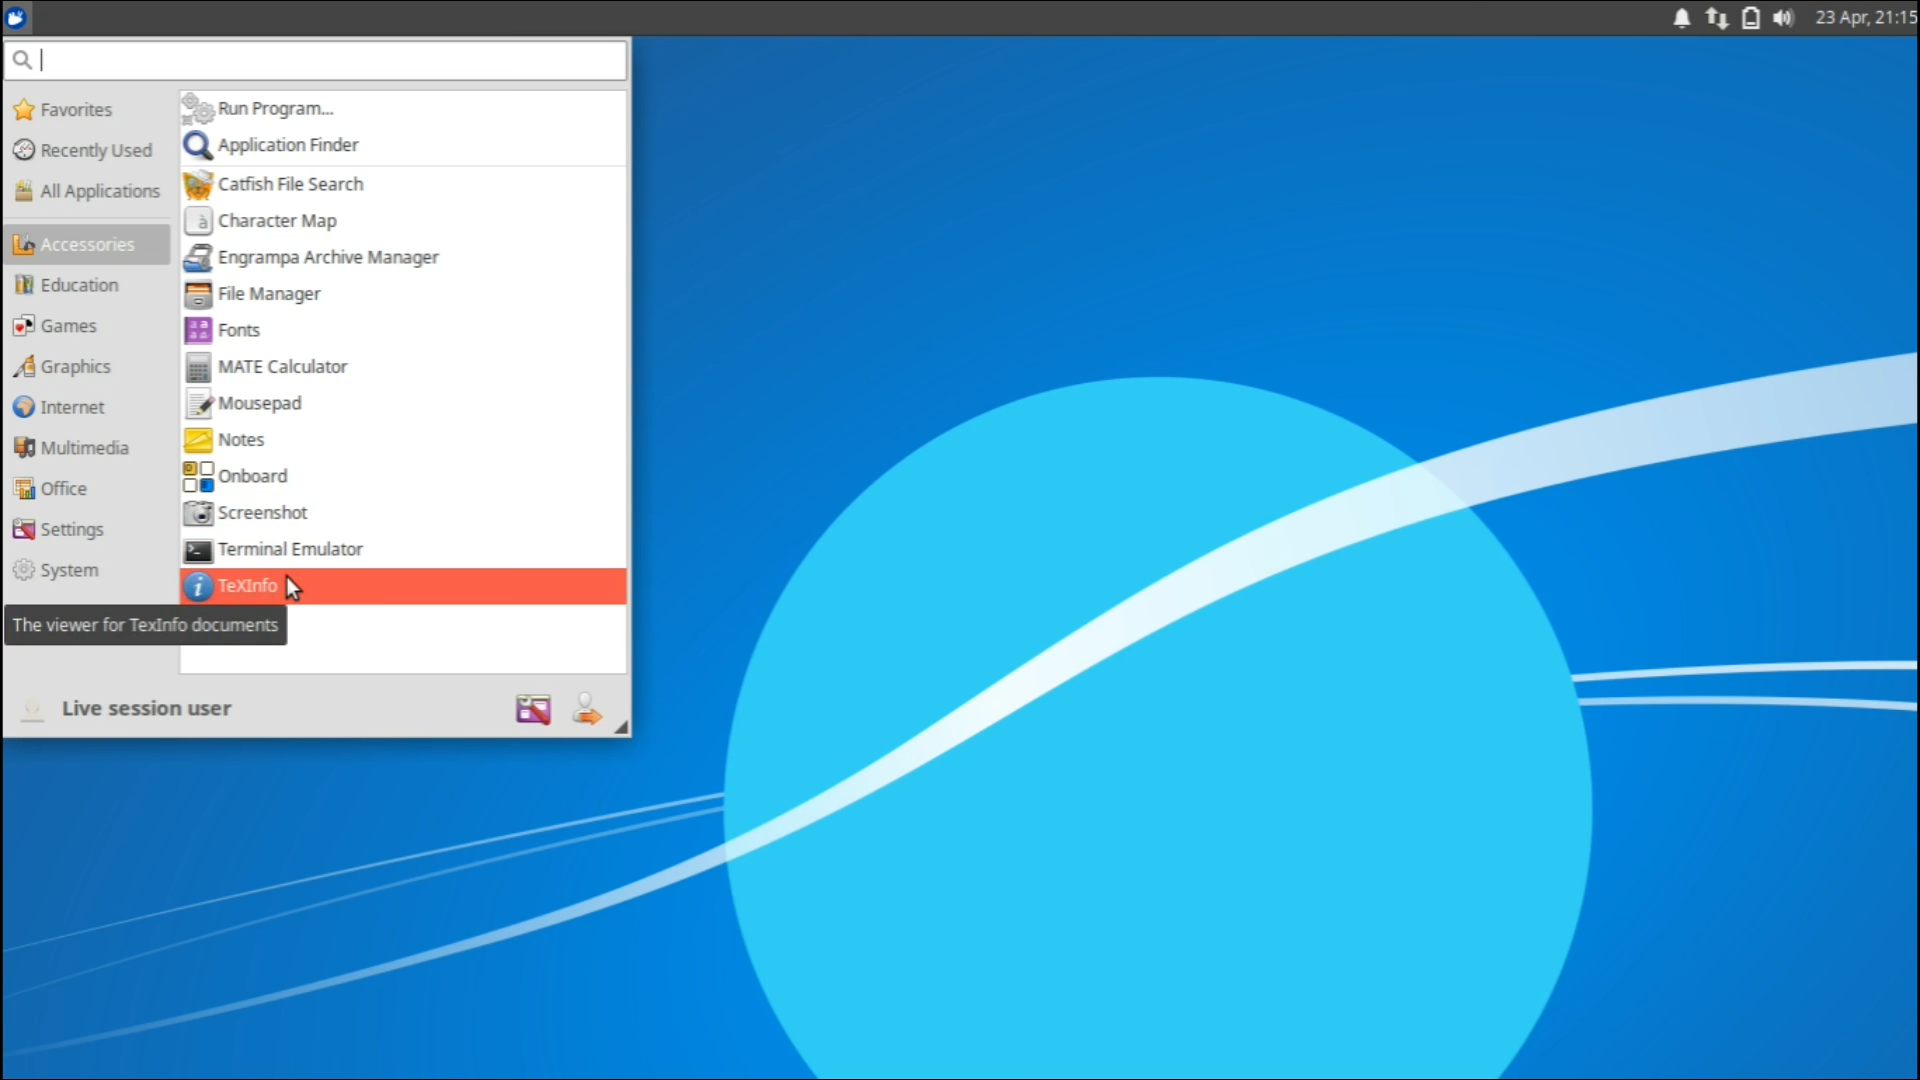 23 Apr, 21:15
Favorites
Recently Used
All Applications
Accessories
Education
Games
Graphics
Internet
Multimedia
Office
Settings
System
Run Program...
Application Finder
Catfish File Search
Character Map
Engrampa Archive Manager
File Manager
Fonts
MATE Calculator
Mousepad
Notes
Onboard
Screenshot
Terminal Emulator
TeXInfo
The viewer for TexInfo documents
Live session user